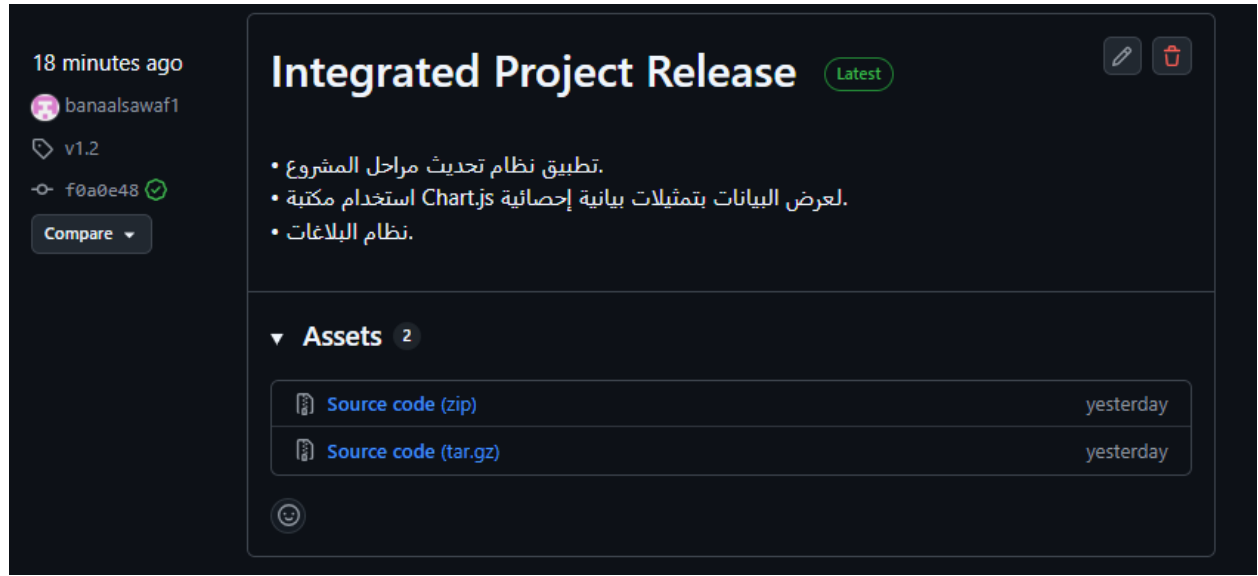 18 minutes ago
banaalsawaf1
v1.2
f0a0e48
Compare
Integrated Project Release Latest
• تطبيق نظام تحديث مراحل المشروع.
• استخدام مكتبة Chart.js لعرض البيانات بتمثيلات بيانية إحصائية.
• نظام البلاغات.
Assets 2
Source code (zip) yesterday
Source code (tar.gz) yesterday